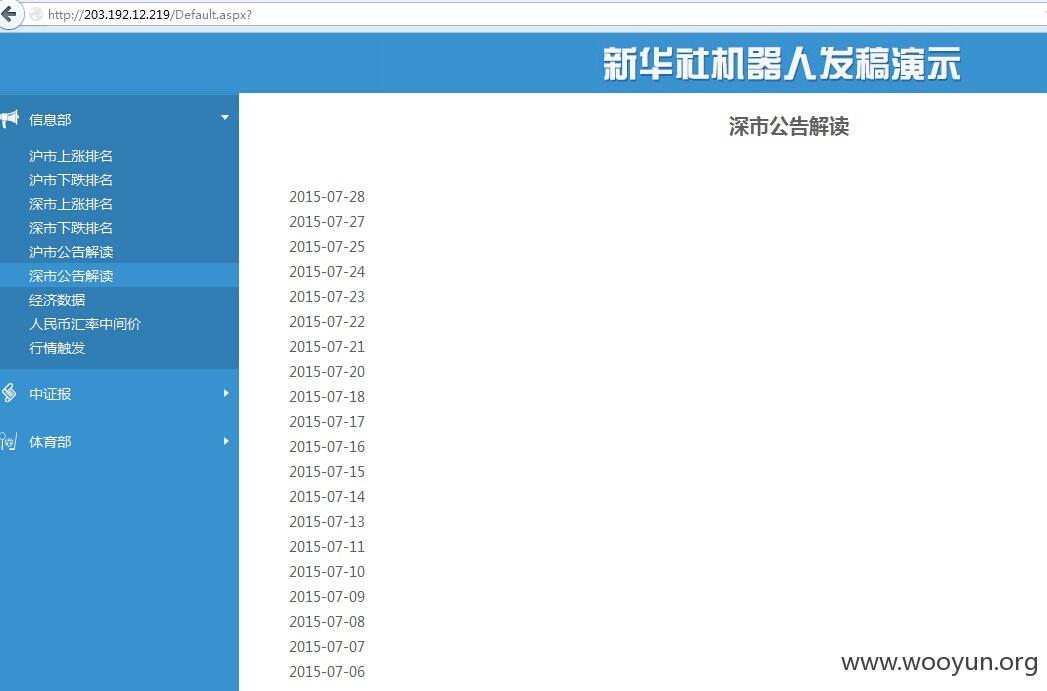 http://203.192.12.219/Default.aspx?
新华社机器人发稿演示
信息部
沪市上涨排名
沪市下跌排名
深市上涨排名
深市下跌排名
沪市公告解读
深市公告解读
经济数据
人民币汇率中间价
行情触发
中证报
体育部
深市公告解读
2015-07-28
2015-07-27
2015-07-25
2015-07-24
2015-07-23
2015-07-22
2015-07-21
2015-07-20
2015-07-18
2015-07-17
2015-07-16
2015-07-15
2015-07-14
2015-07-13
2015-07-11
2015-07-10
2015-07-09
2015-07-08
2015-07-07
2015-07-06
www.wooyun.org